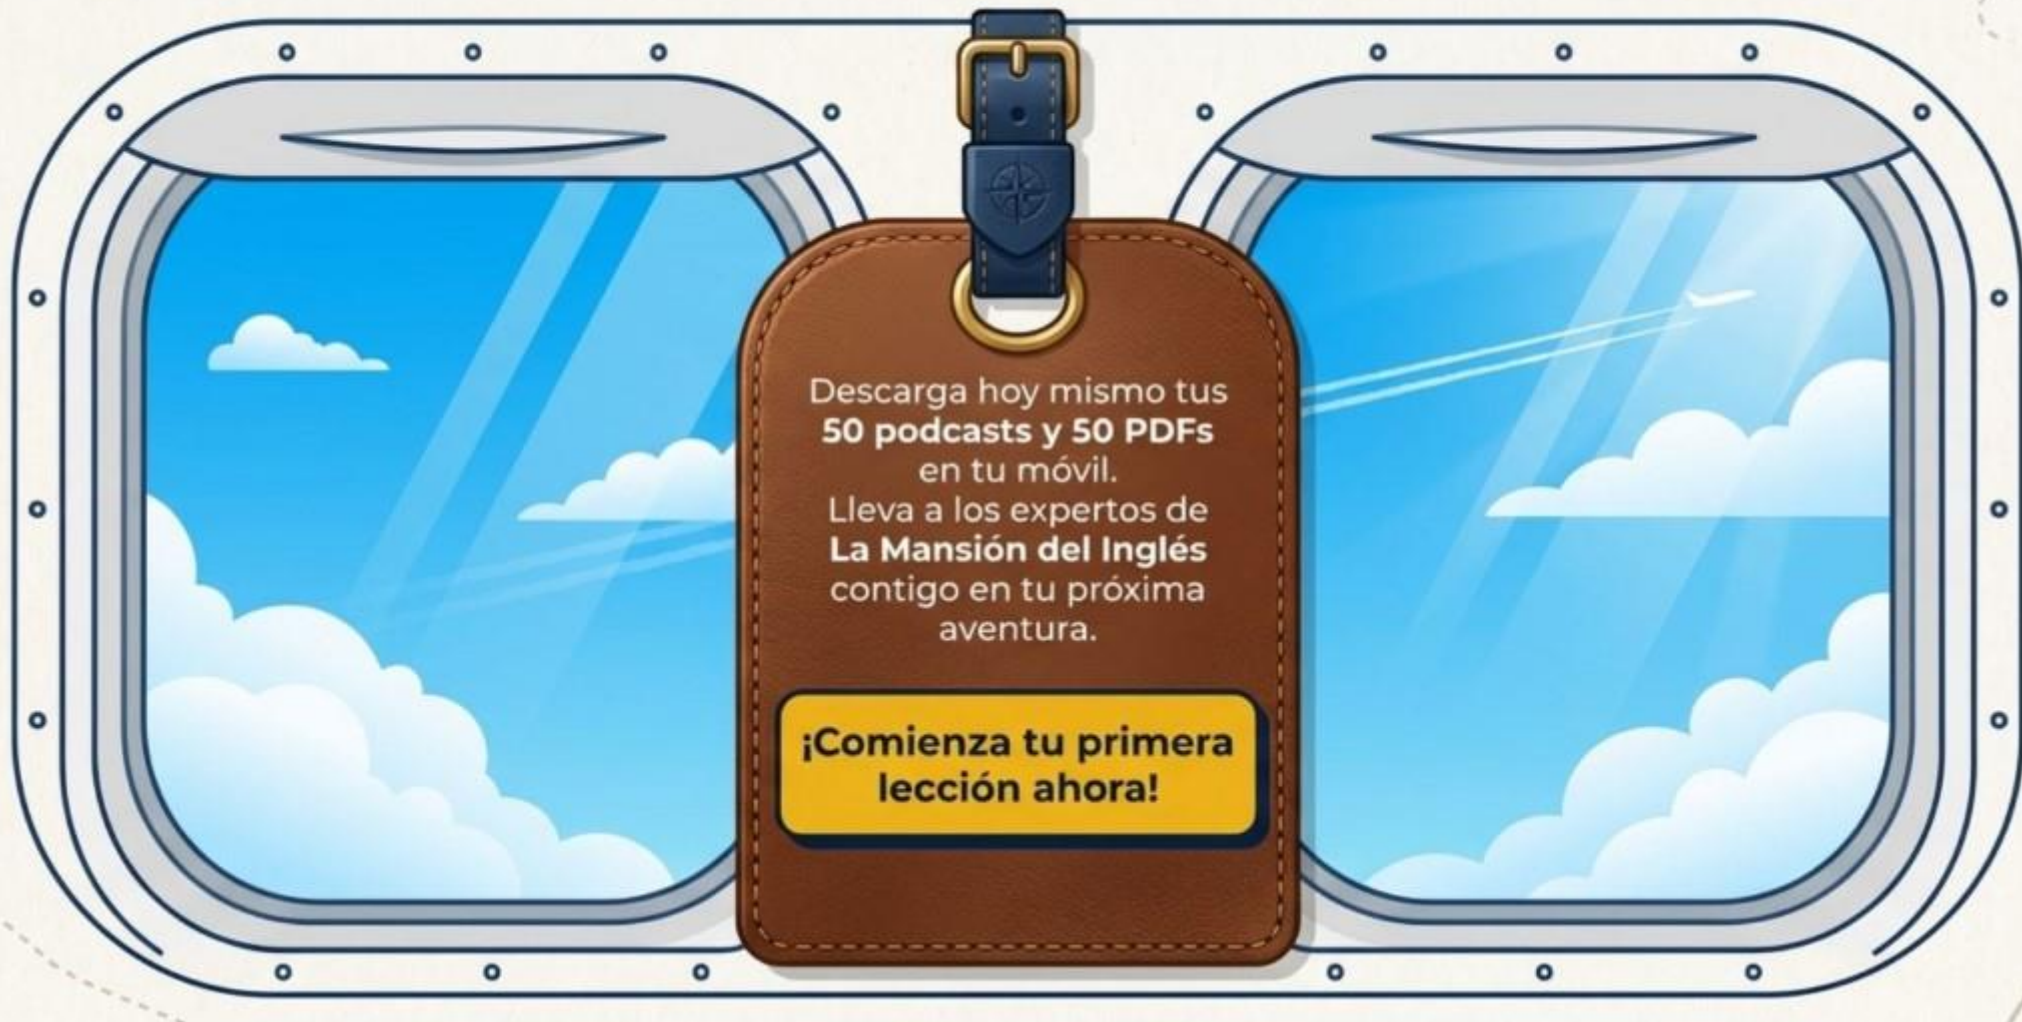 Descarga hoy mismo tus
50 podcasts y 50 PDFs
en tu móvil.
Lleva a los expertos de
La Mansión del Inglés
contigo en tu próxima
aventura.
¡Comienza tu primera
lección ahora!